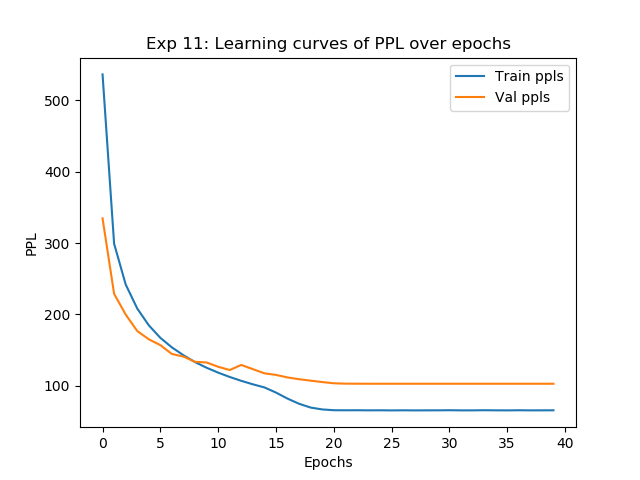 Exp 11: Learning curves of PPL over epochs
Train ppls
Val ppls
PPL
500
400
300
200
100
0 5 10 15 20 25 30 35 40
Epochs